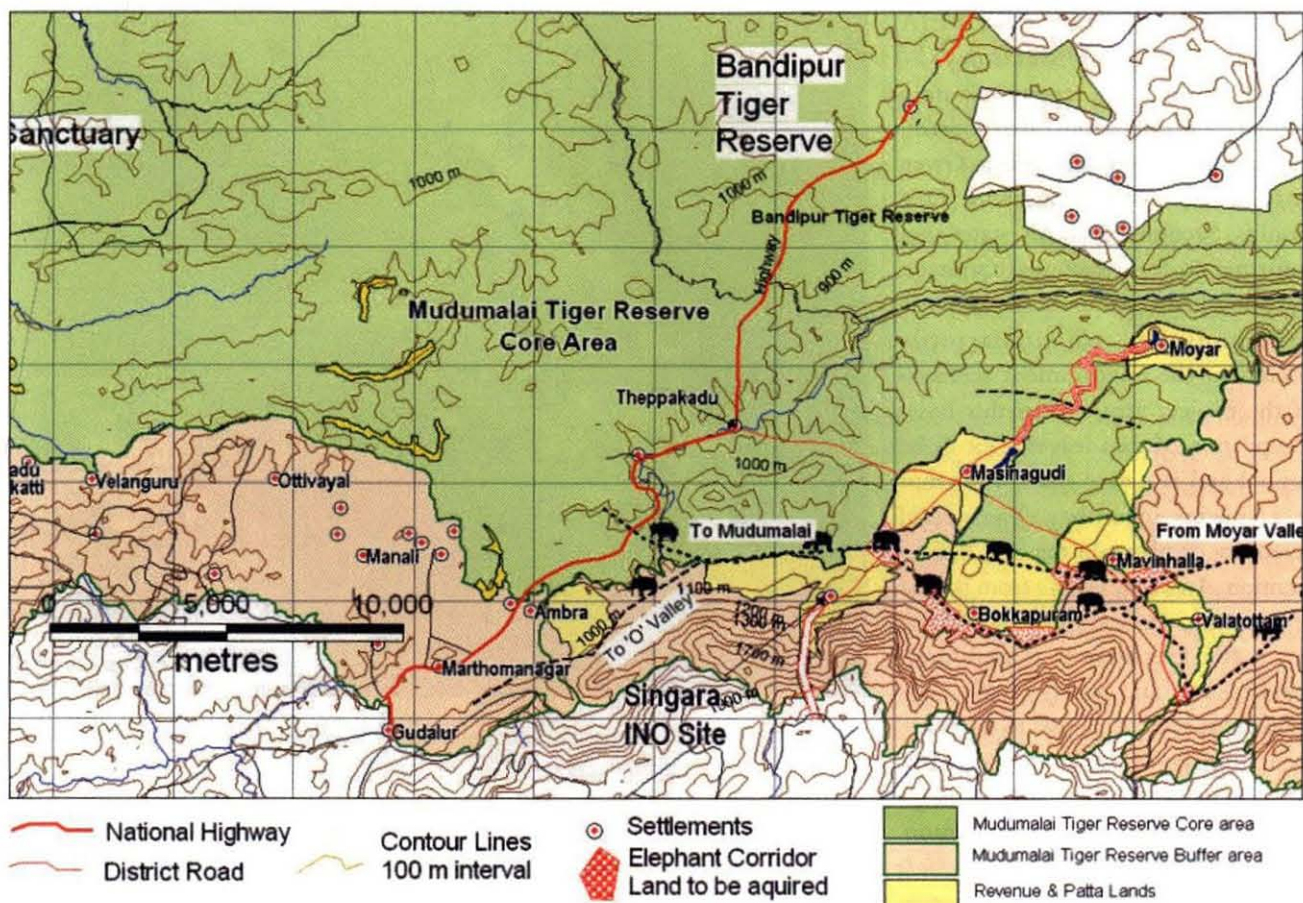 Bandipur
Tiger
Reserve
Sanctuary
1000 m
1000 m
Bandipur Tiger Reserve
Highway
900 m
Mudumalai Tiger Reserve
Core Area
Moyar
Theppakadu
1000 m
Masinagudi
Velanguru
Ottivayal
To Mudumalai
From Moyar Valle
Manali
Mavinhalla
0
5,000
10,000
metres
Ambra
1100 m
1000 m
1200 m
1300 m
To 'O' Valley
1700 m
Bokkapuram
Valatottam
Marthomanagar
Singara
INO Site
Gudalur
National Highway
District Road
Contour Lines
100 m interval
Settlements
Elephant Corridor
Land to be aquired
Mudumalai Tiger Reserve Core area
Mudumalai Tiger Reserve Buffer area
Revenue & Patta Lands